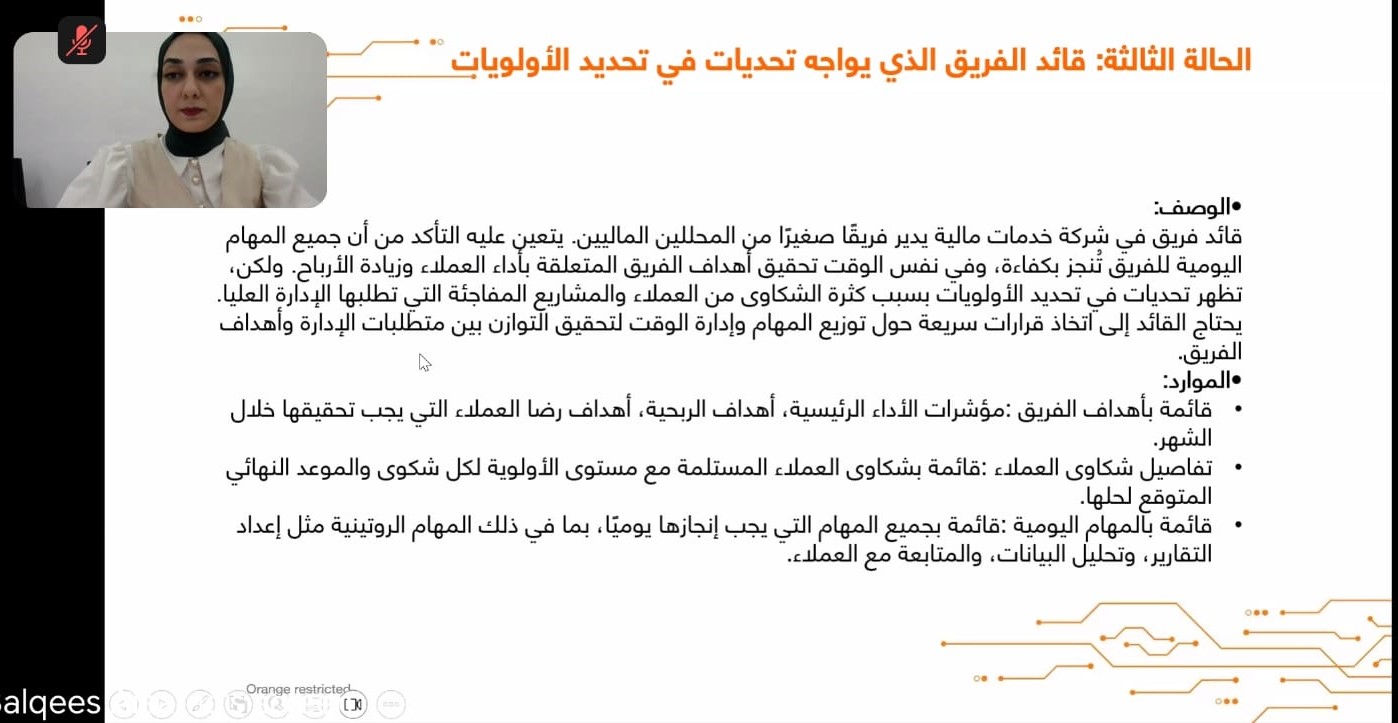 الحالة الثالثة: قائد الفريق الذي يواجه تحديات في تحديد الأولويات
•الوصف:
قائد فريق في شركة خدمات مالية يدير فريقًا صغيرًا من المحللين الماليين. يتعين عليه التأكد من أن جميع المهام
اليومية للفريق تُنجز بكفاءة، وفي نفس الوقت تحقيق أهداف الفريق المتعلقة بأداء العملاء وزيادة الأرباح. ولكن،
تظهر تحديات في تحديد الأولويات بسبب كثرة الشكاوى من العملاء والمشاريع المفاجئة التي تطلبها الإدارة العليا.
يحتاج القائد إلى اتخاذ قرارات سريعة حول توزيع المهام وإدارة الوقت لتحقيق التوازن بين متطلبات الإدارة وأهداف
الفريق.
•الموارد:
• قائمة بأهداف الفريق :مؤشرات الأداء الرئيسية، أهداف الربحية، أهداف رضا العملاء التي يجب تحقيقها خلال
الشهر.
• تفاصيل شكاوى العملاء :قائمة بشكاوى العملاء المستلمة مع مستوى الأولوية لكل شكوى والموعد النهائي
المتوقع لحلها.
• قائمة بالمهام اليومية :قائمة بجميع المهام التي يجب إنجازها يوميًا، بما في ذلك المهام الروتينية مثل إعداد
التقارير، وتحليل البيانات، والمتابعة مع العملاء.
Orange restricted
alqees